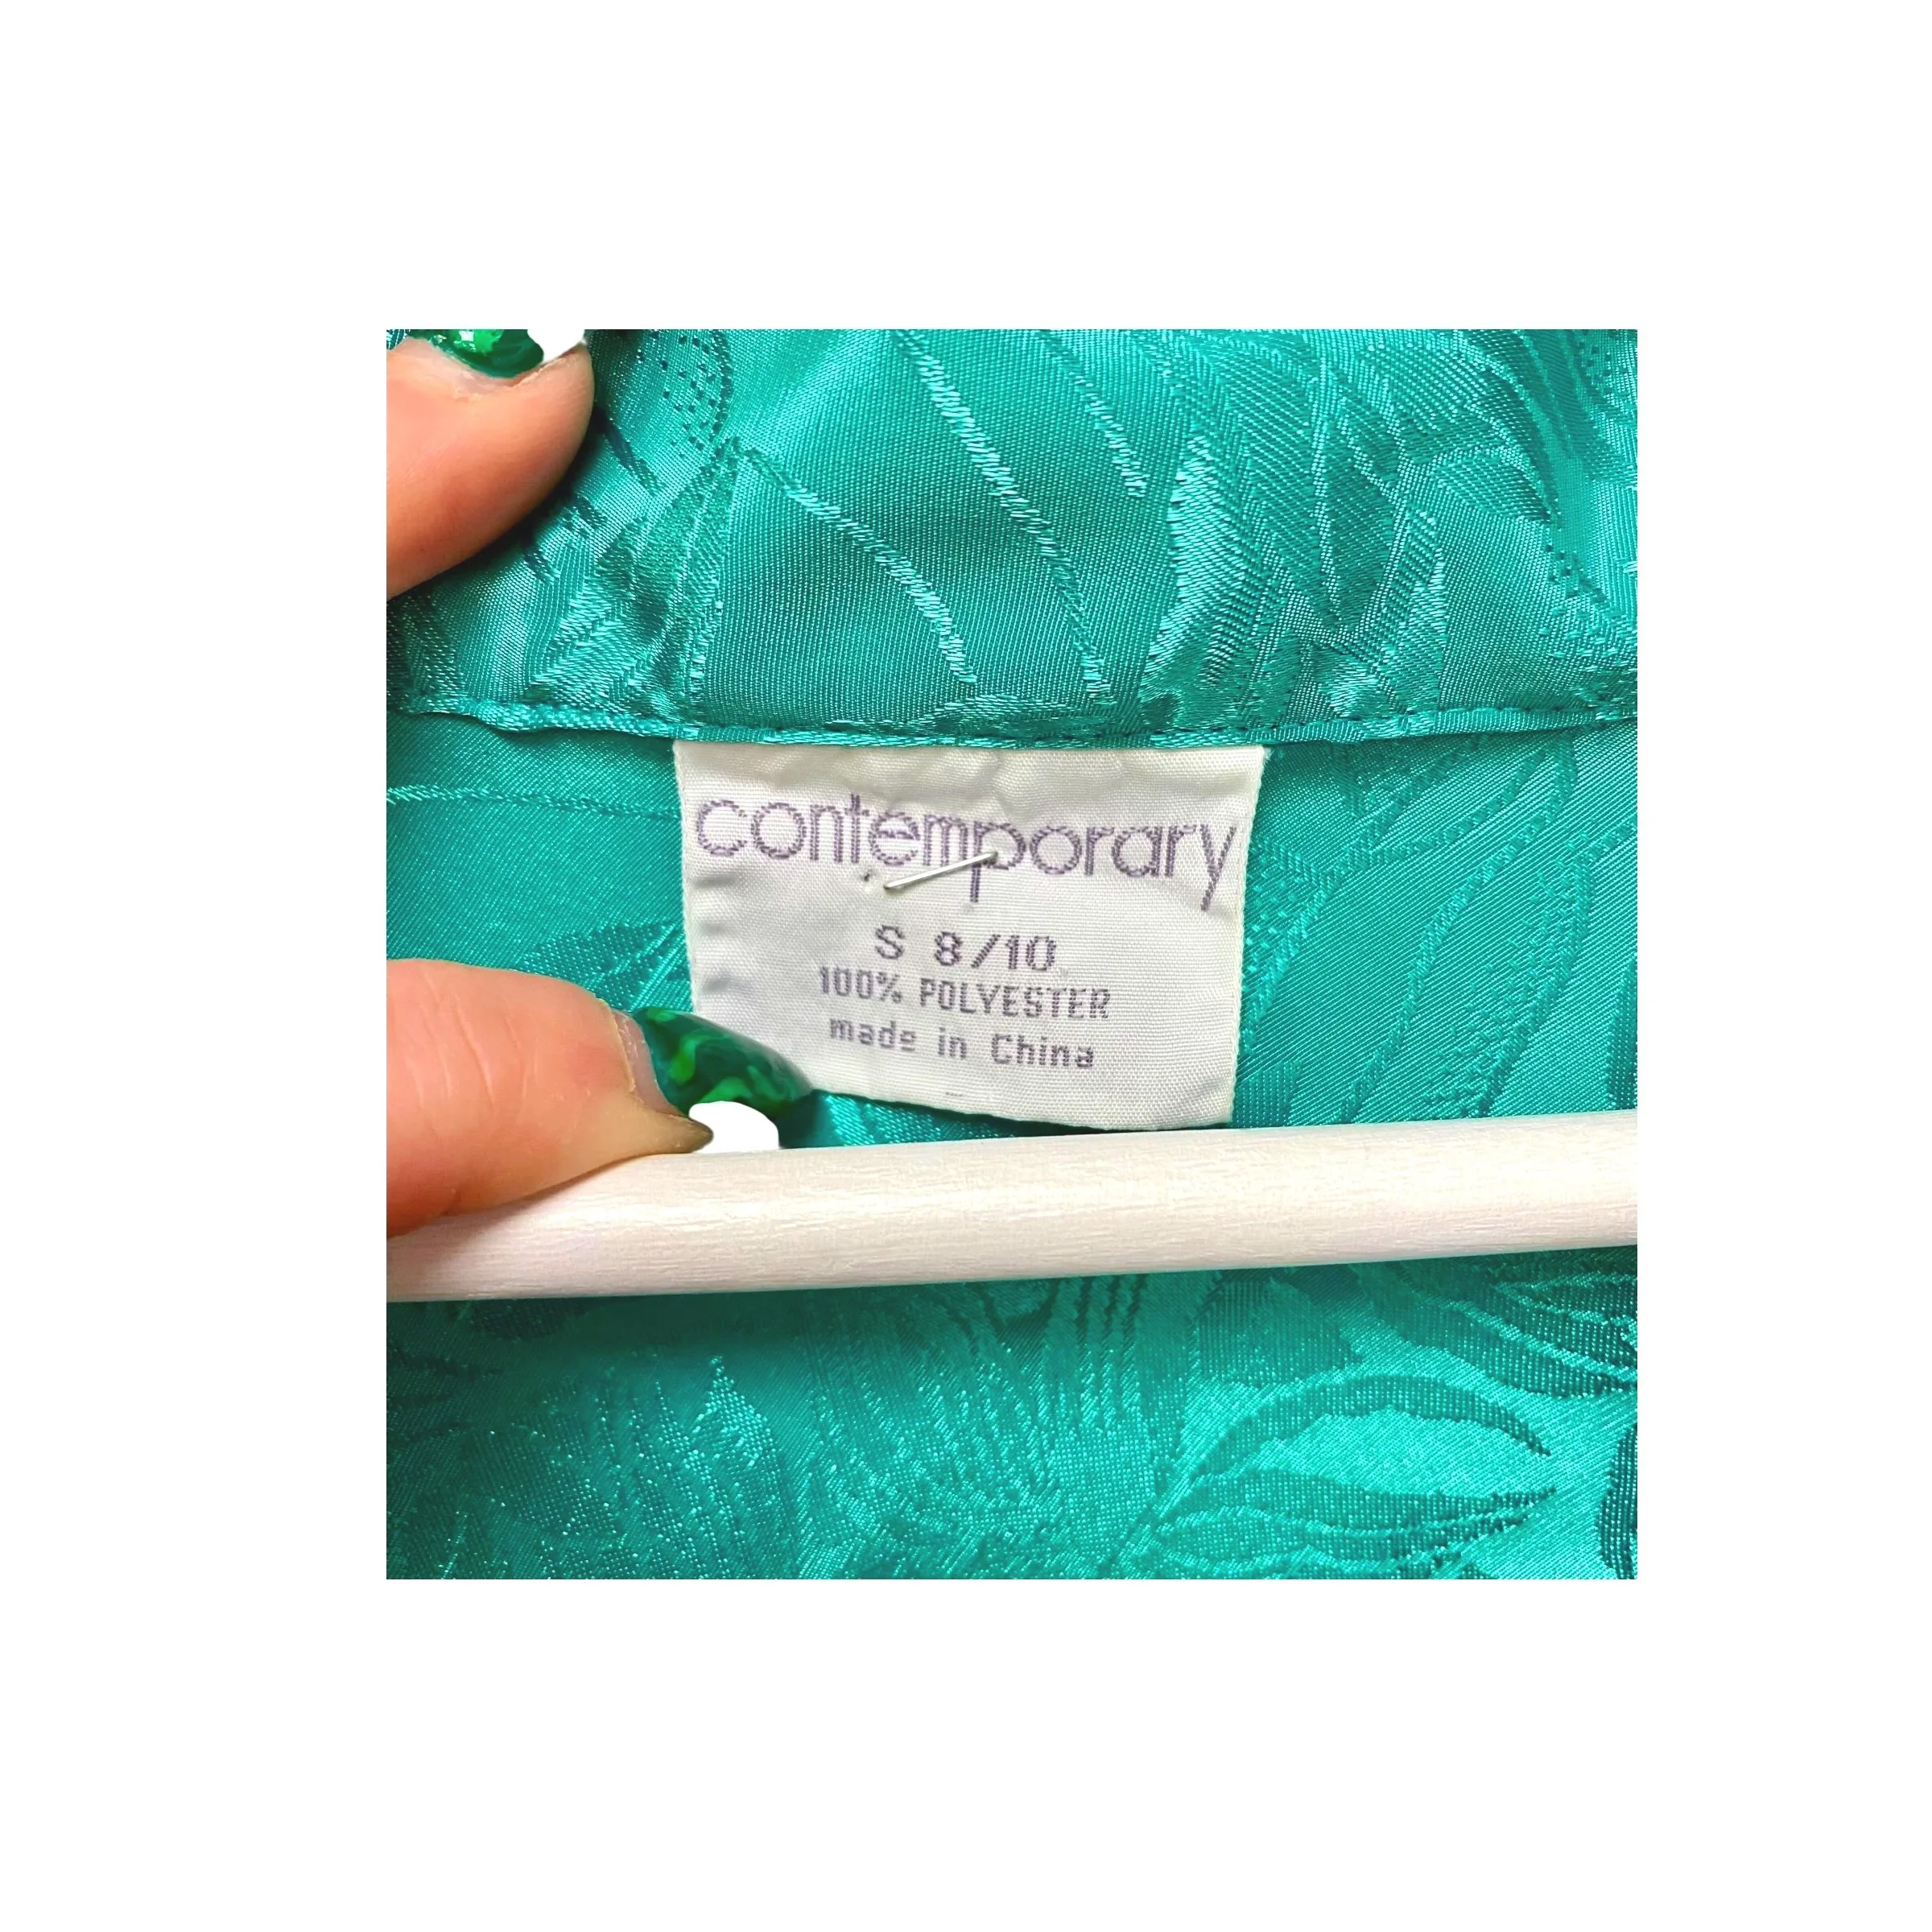 contemporary
S 8/10
100% POLYESTER
made in China